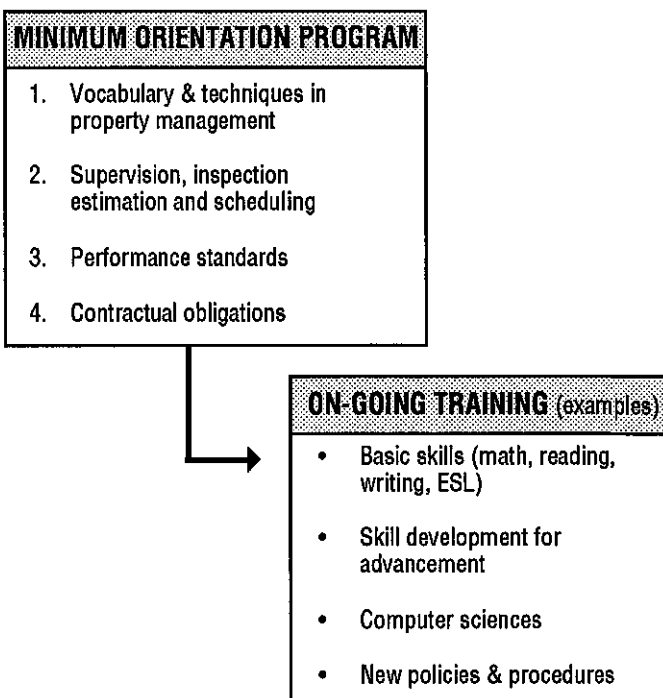 MINIMUM ORIENTATION PROGRAM
1. Vocabulary & techniques in
property management
2. Supervision, inspection
estimation and scheduling
3. Performance standards
4. Contractual obligations
ON-GOING TRAINING (examples)
• Basic skills (math, reading,
writing, ESL)
• Skill development for
advancement
• Computer sciences
• New policies & procedures